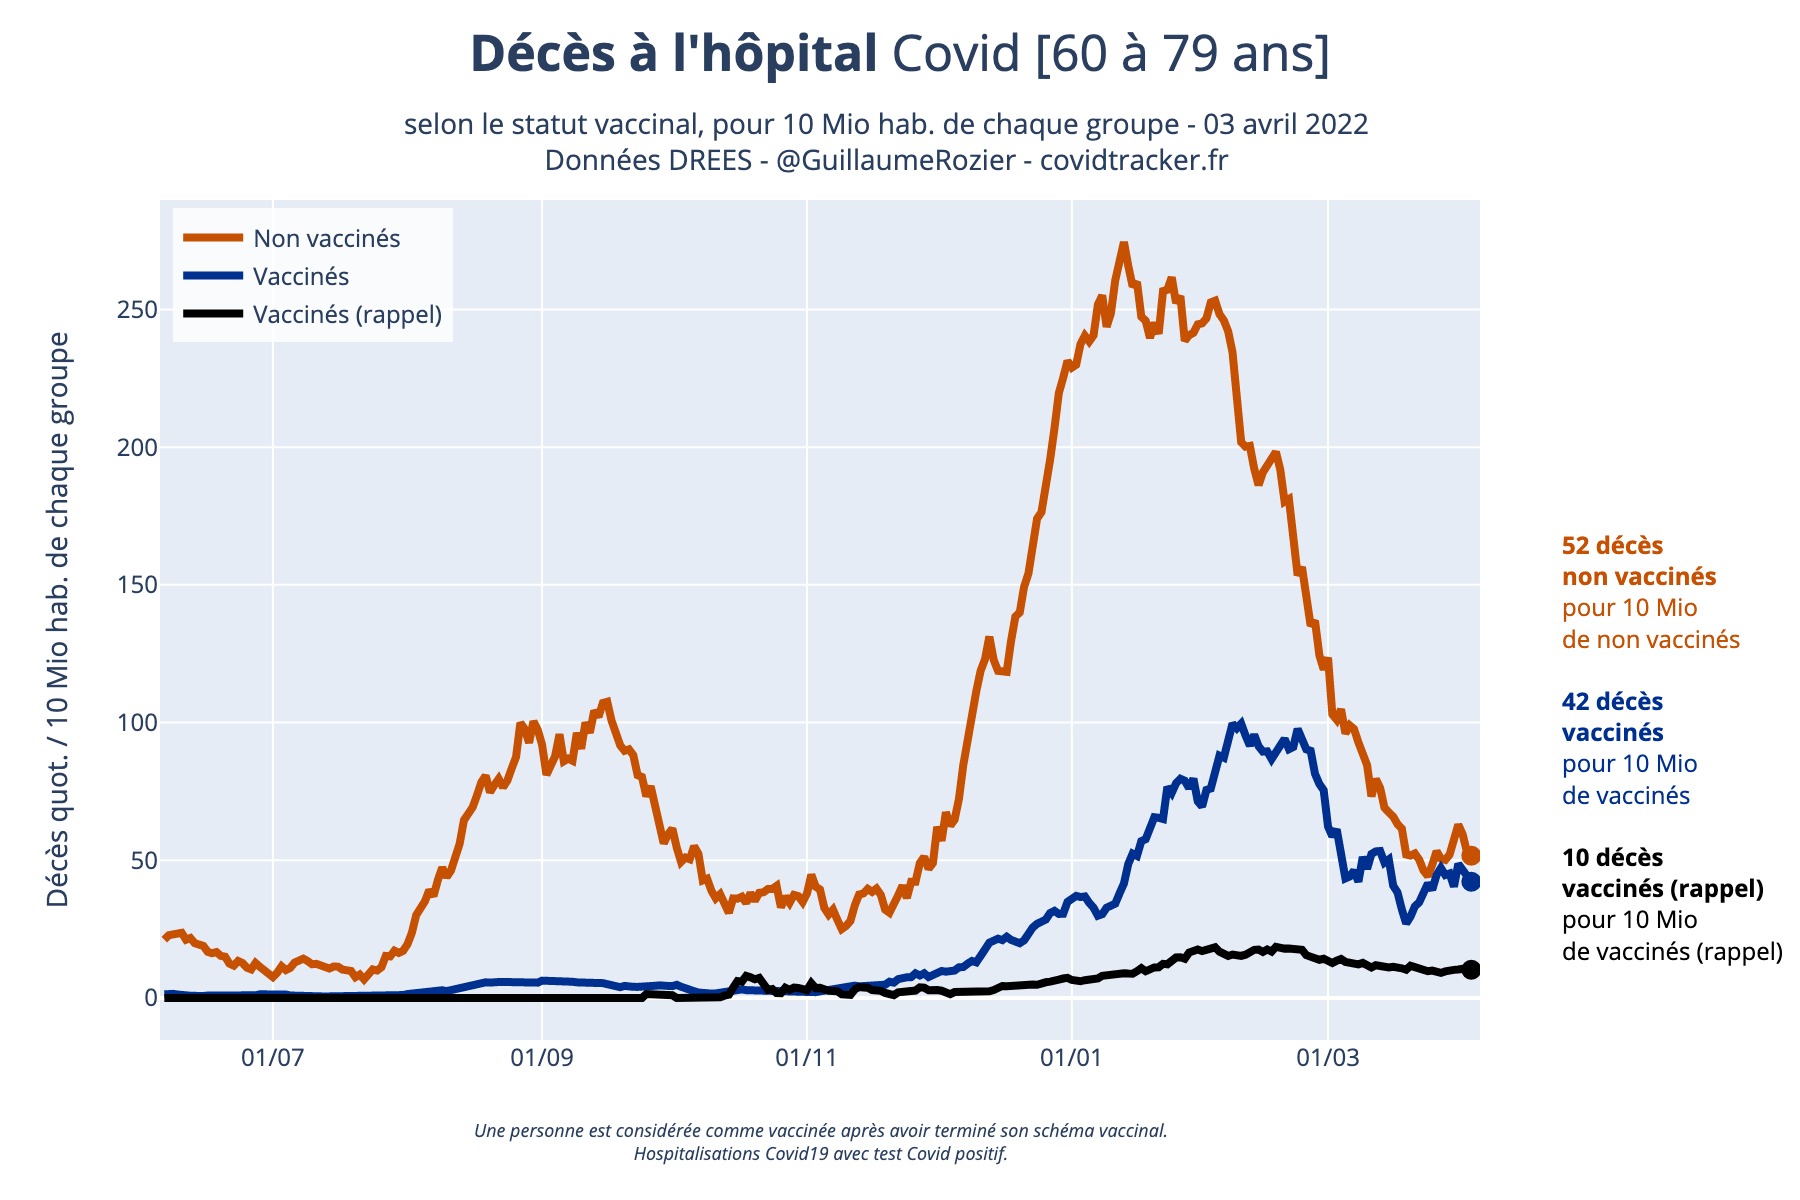 Décès à l'hôpital Covid [60 à 79 ans]
selon le statut vaccinal, pour 10 Mio hab. de chaque groupe - 03 avril 2022
Données DREES - @GuillaumeRozier - covidtracker.fr
Non vaccinés
Vaccinés
Vaccinés (rappel)
Décès quot. / 10 Mio hab. de chaque groupe
250
200
150
100
50
0
01/07
01/09
01/11
01/01
01/03
52 décès
non vaccinés
pour 10 Mio
de non vaccinés
42 décès
vaccinés
pour 10 Mio
de vaccinés
10 décès
vaccinés (rappel)
pour 10 Mio
de vaccinés (rappel)
Une personne est considérée comme vaccinée après avoir terminé son schéma vaccinal.
Hospitalisations Covid19 avec test Covid positif.